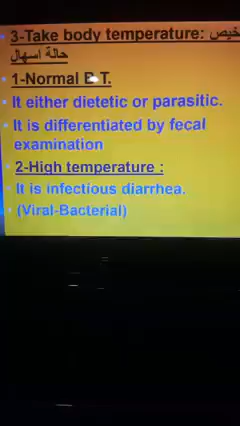 3-Take body temperature: خيص
حالة اسهال
1-Normal B.T.
It either dietetic or parasitic.
It is differentiated by fecal
examination
2-High temperature :
It is infectious diarrhea.
(Viral-Bacterial)